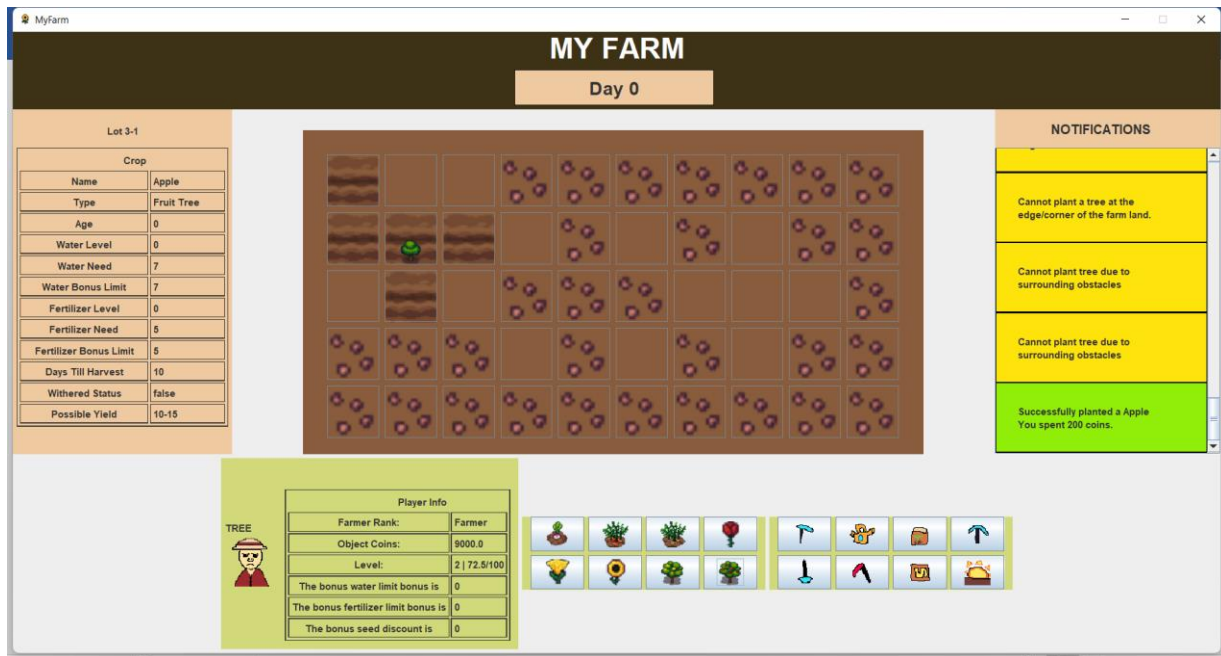 MyFarm
MY FARM
Day 0
Lot 3-1
Crop
Name Apple
Type Fruit Tree
Age 0
Water Level 0
Water Need 7
Water Bonus Limit 7
Fertilizer Level 0
Fertilizer Need 5
Fertilizer Bonus Limit 5
Days Till Harvest 10
Withered Status false
Possible Yield 10-15
NOTIFICATIONS
Cannot plant a tree at the
edge/corner of the farm land.
Cannot plant tree due to
surrounding obstacles
Cannot plant tree due to
surrounding obstacles
Successfully planted a Apple
You spent 200 coins.
TREE
Player Info
Farmer Rank: Farmer
Object Coins: 9000.0
Level: 2 | 72.5/100
The bonus water limit bonus is 0
The bonus fertilizer limit bonus is 0
The bonus seed discount is 0